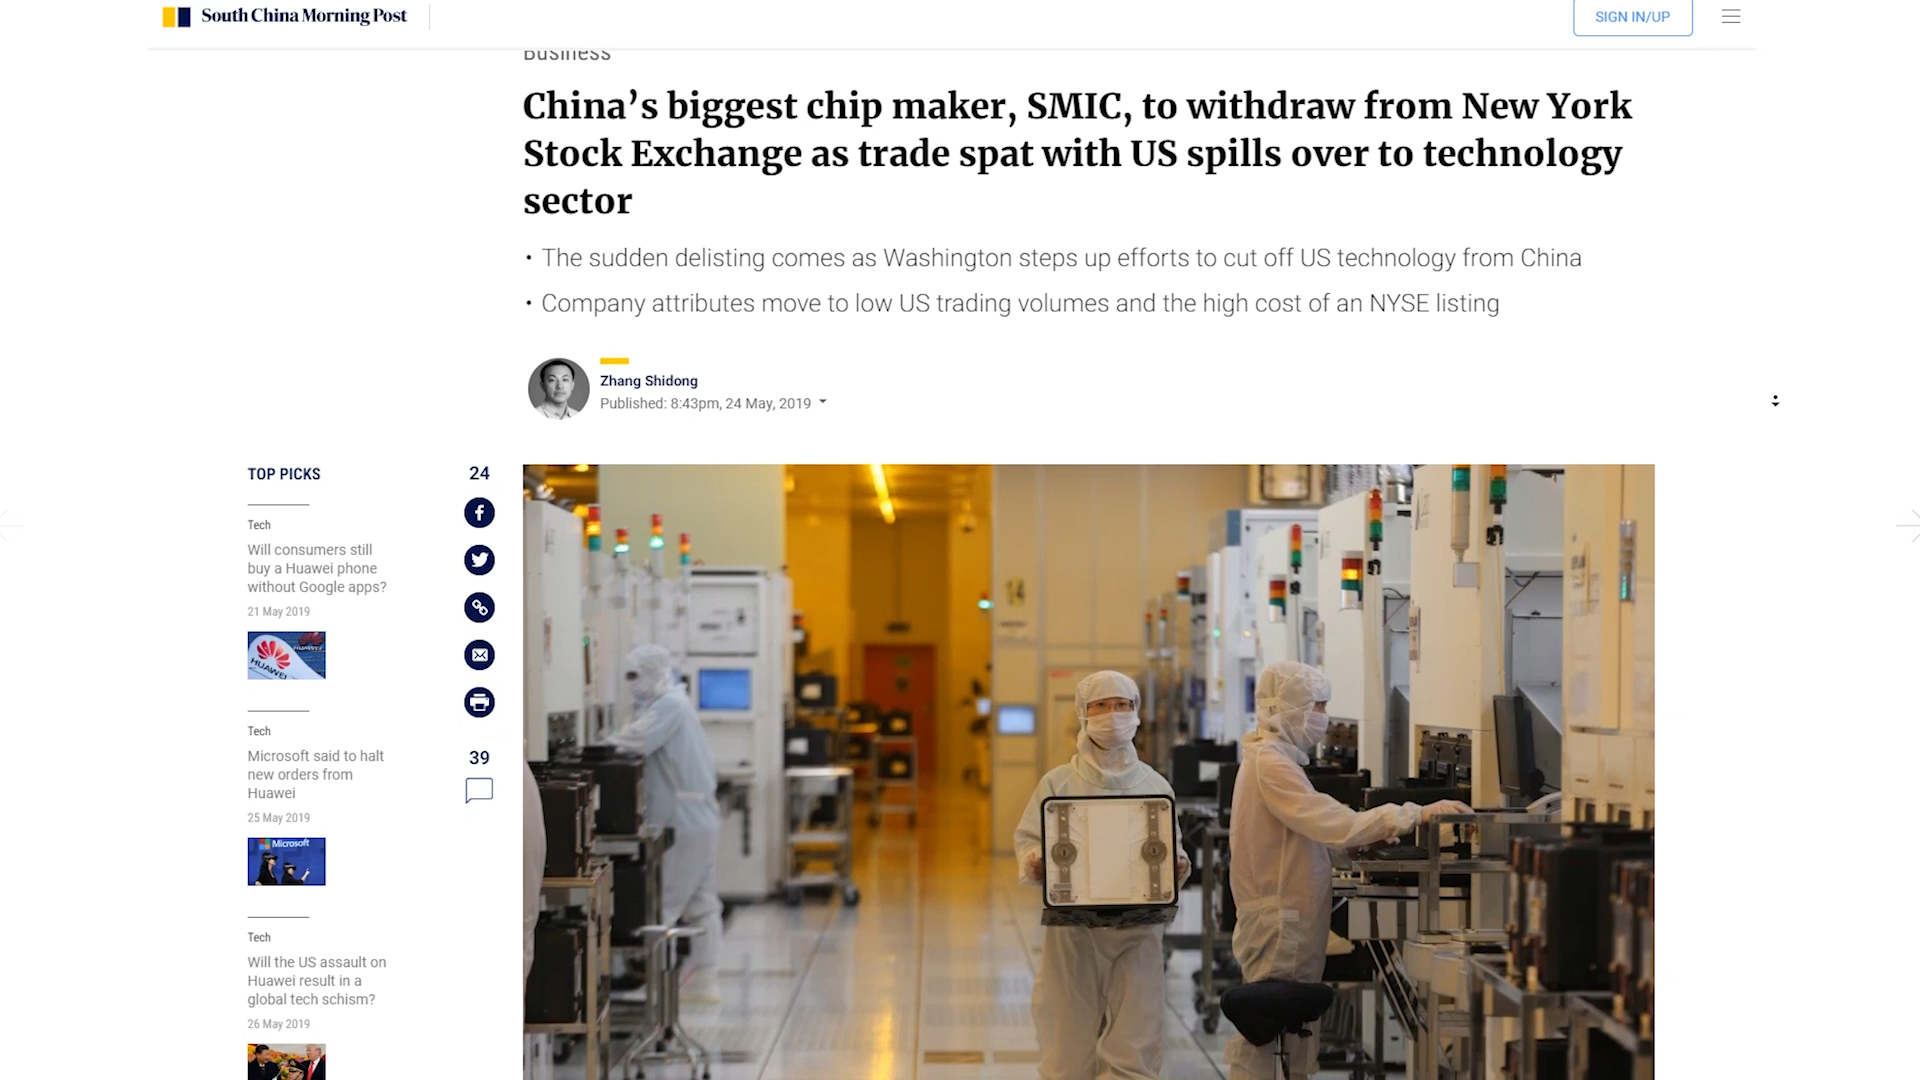 South China Morning Post
SIGN IN/UP
Business
China’s biggest chip maker, SMIC, to withdraw from New York
Stock Exchange as trade spat with US spills over to technology
sector
• The sudden delisting comes as Washington steps up efforts to cut off US technology from China
• Company attributes move to low US trading volumes and the high cost of an NYSE listing
Zhang Shidong
Published: 8:43pm, 24 May, 2019
TOP PICKS
Tech
Will consumers still
buy a Huawei phone
without Google apps?
21 May 2019
HUAWEI
Tech
Microsoft said to halt
new orders from
Huawei
25 May 2019
Microsoft
Tech
Will the US assault on
Huawei result in a
global tech schism?
26 May 2019
24
39
14